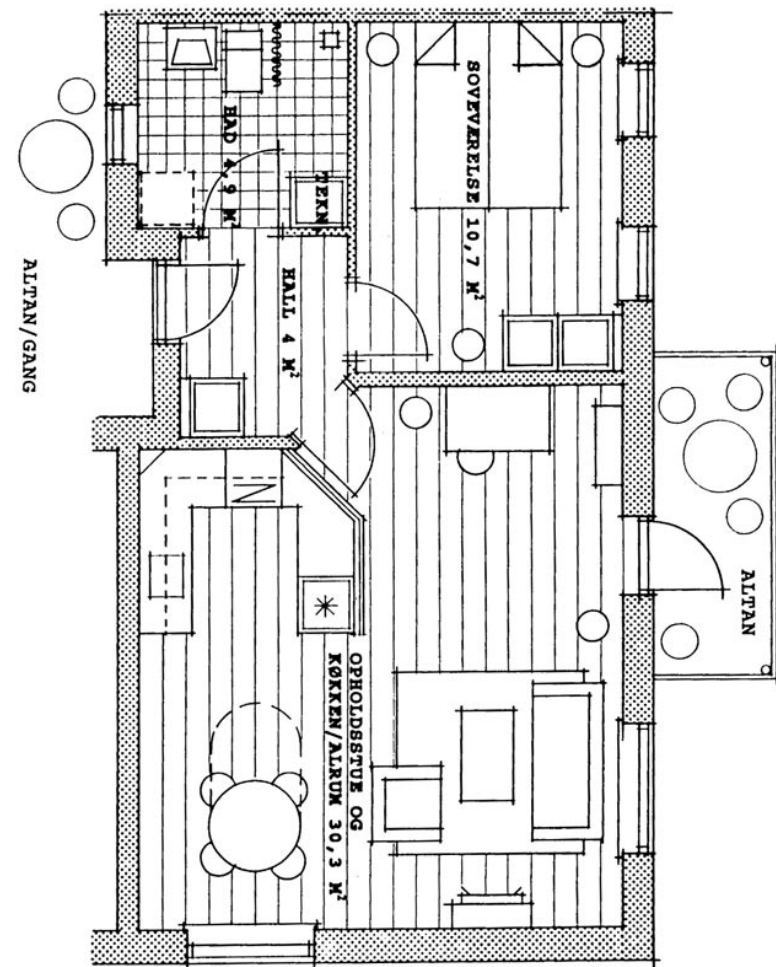 BAD 4,9 M²
TEKN.
SOVEVÆRELSE 10,7 M²
HALL 4 M²
ALTAN/GANG
ALTAN
OPHOLDSSTUE OG
KØKKEN/ALRUM 30,3 M²